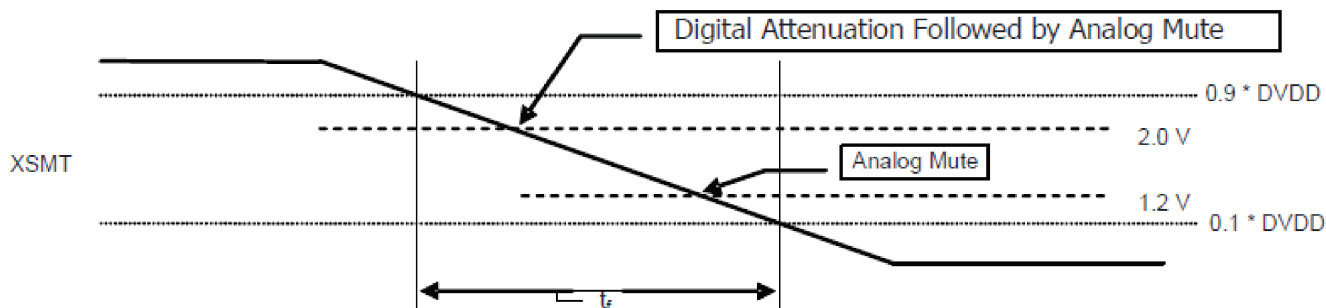 Digital Attenuation Followed by Analog Mute
0.9 * DVDD
2.0 V
XSMT
Analog Mute
1.2 V
0.1 * DVDD
tf